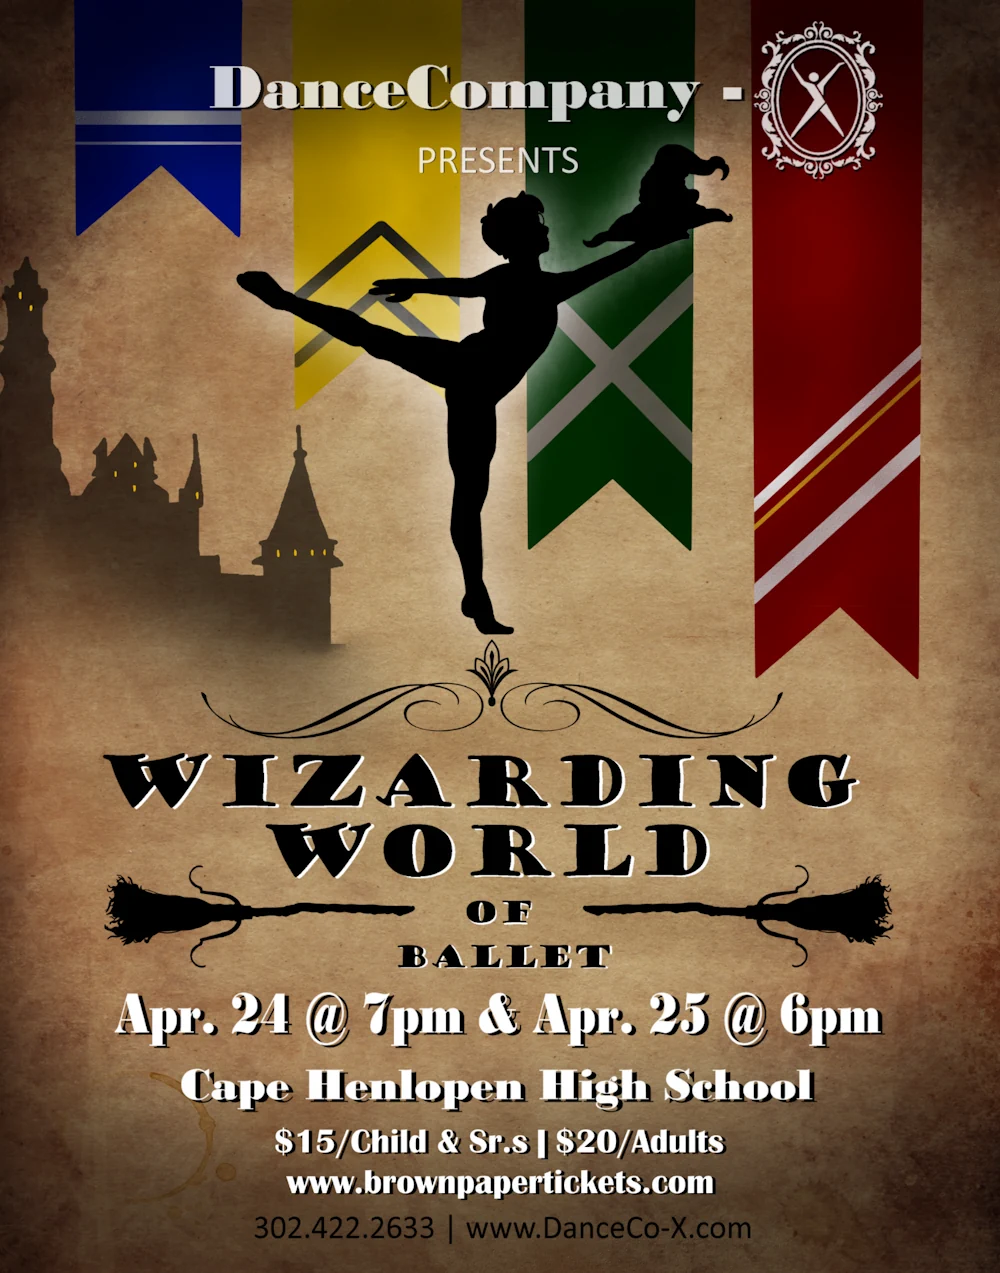 DanceCompany -
PRESENTS
WIZARDING
WORLD
OF
BALLET
Apr. 24 @ 7pm & Apr. 25 @ 6pm
Cape Henlopen High School
$15/Child & Sr.s | $20/Adults
www.brownpapertickets.com
302.422.2633 | www.DanceCo-X.com